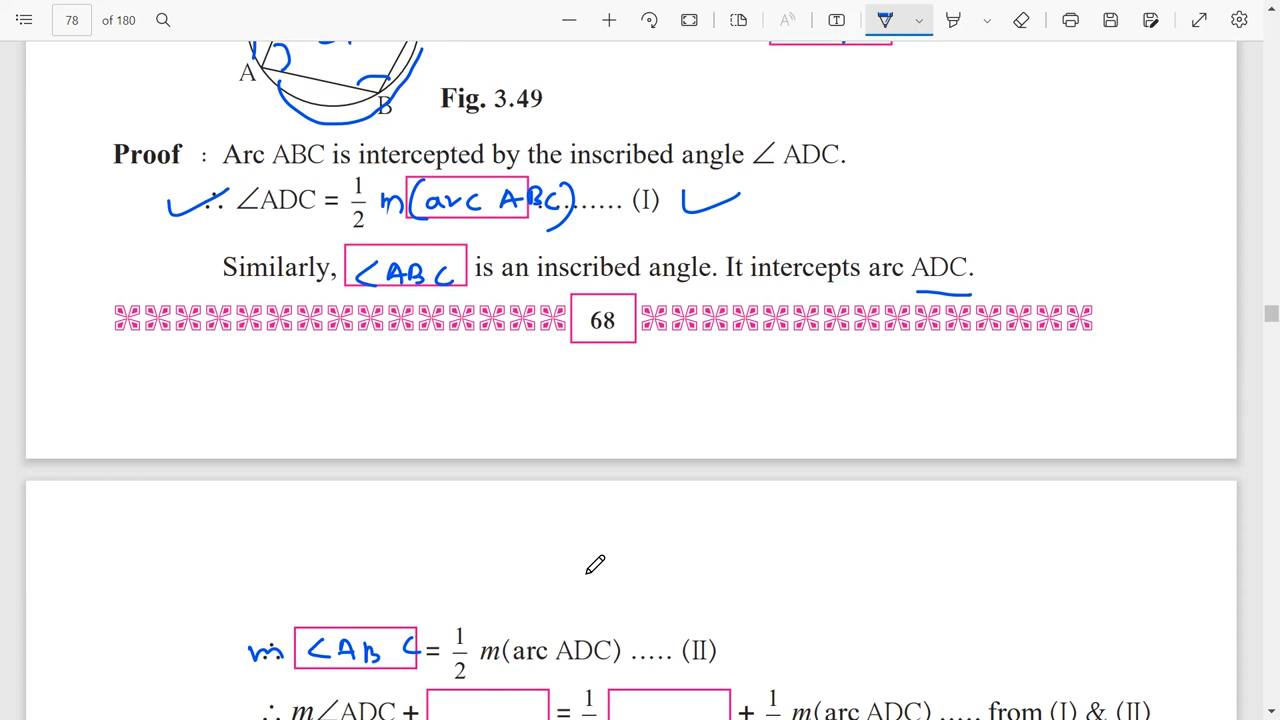 78 of 180
A
B
Fig. 3.49
Proof : Arc ABC is intercepted by the inscribed angle ∠ ADC.
∴ ∠ADC = 1/2 m(arc ABC) ........ (I)
Similarly, ∠ABC is an inscribed angle. It intercepts arc ADC.
68
m ∠ABC = 1/2 m(arc ADC) ..... (II)
∴ m∠ADC + = 1/ + 1/ m(arc ADC) ..... from (I) & (II)